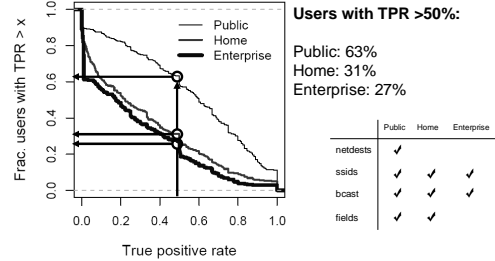 Frac. users with TPR > x
1.0
0.8
0.6
0.4
0.2
0.0
Public
Home
Enterprise
0.0 0.2 0.4 0.6 0.8 1.0
True positive rate
Users with TPR >50%:
Public: 63%
Home: 31%
Enterprise: 27%
Public Home Enterprise
netdests ✓
ssids ✓ ✓ ✓
bcast ✓ ✓ ✓
fields ✓ ✓